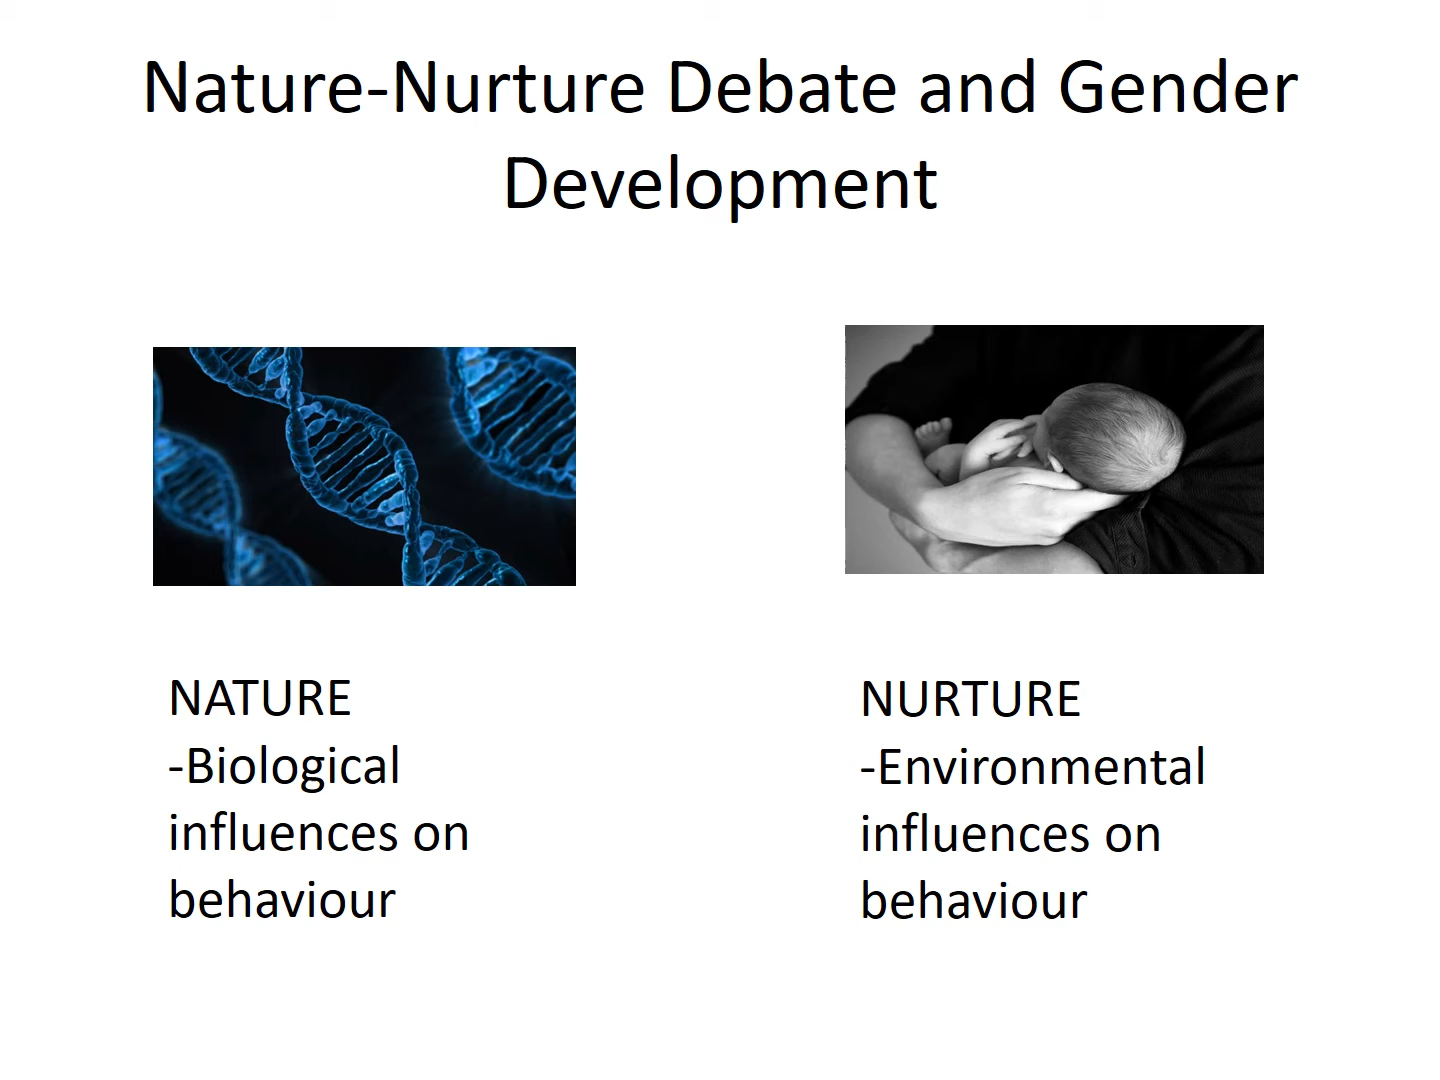 Nature-Nurture Debate and Gender
Development
NATURE
-Biological
influences on
behaviour
NURTURE
-Environmental
influences on
behaviour